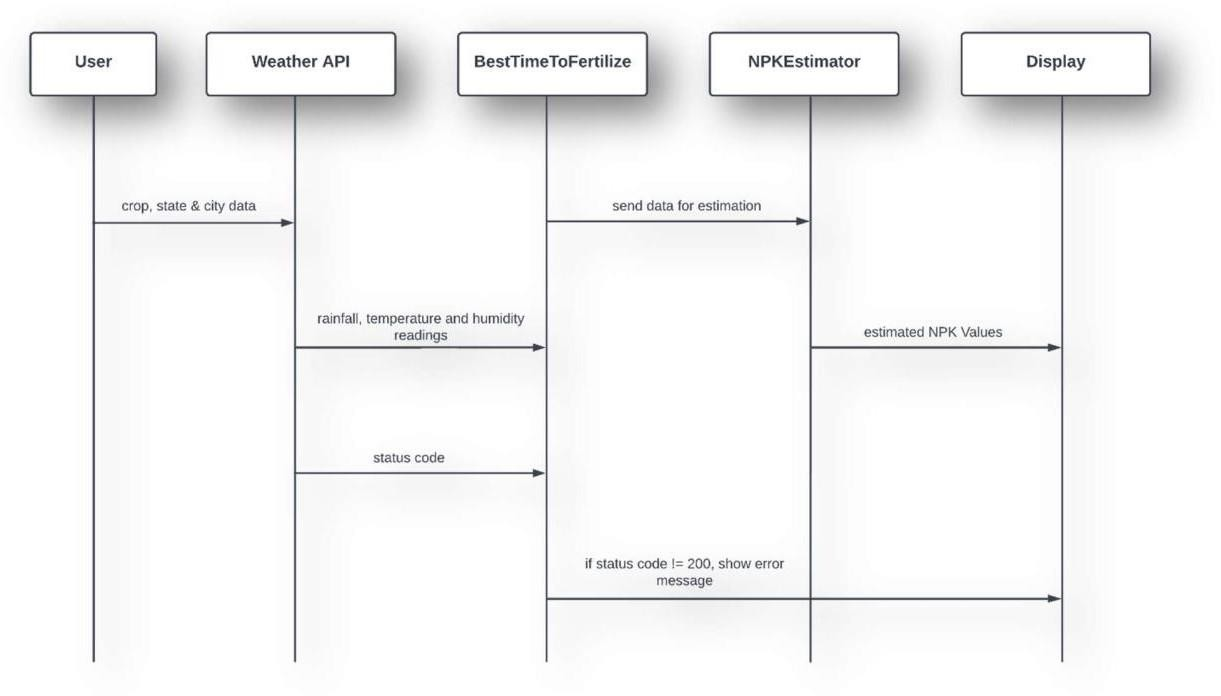 User
Weather API
BestTimeToFertilize
NPKEstimator
Display
crop, state & city data
send data for estimation
rainfall, temperature and humidity
readings
estimated NPK Values
status code
if status code != 200, show error
message